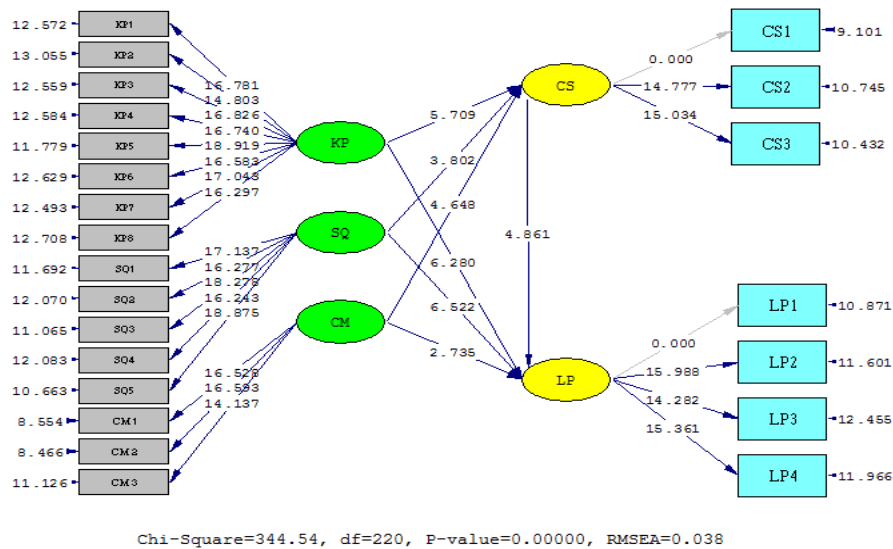 12.572 KP1
13.055 KP2
12.559 KP3
12.584 KP4
11.779 KP5
12.629 KP6
12.493 KP7
12.708 KP8
11.692 SQ1
12.070 SQ2
11.065 SQ3
12.083 SQ4
10.663 SQ5
8.554 CM1
8.466 CM2
11.126 CM3
16.781
14.803
16.826
16.740
18.919
16.583
17.043
16.297
17.137
16.277
18.278
16.243
18.875
16.528
16.593
14.137
KP
SQ
CM
5.709
3.802
4.648
4.861
6.280
6.522
2.735
CS
LP
0.000
14.777
15.034
CS1 9.101
CS2 10.745
CS3 10.432
0.000
15.988
14.282
15.361
LP1 10.871
LP2 11.601
LP3 12.455
LP4 11.966
Chi-Square=344.54, df=220, P-value=0.00000, RMSEA=0.038